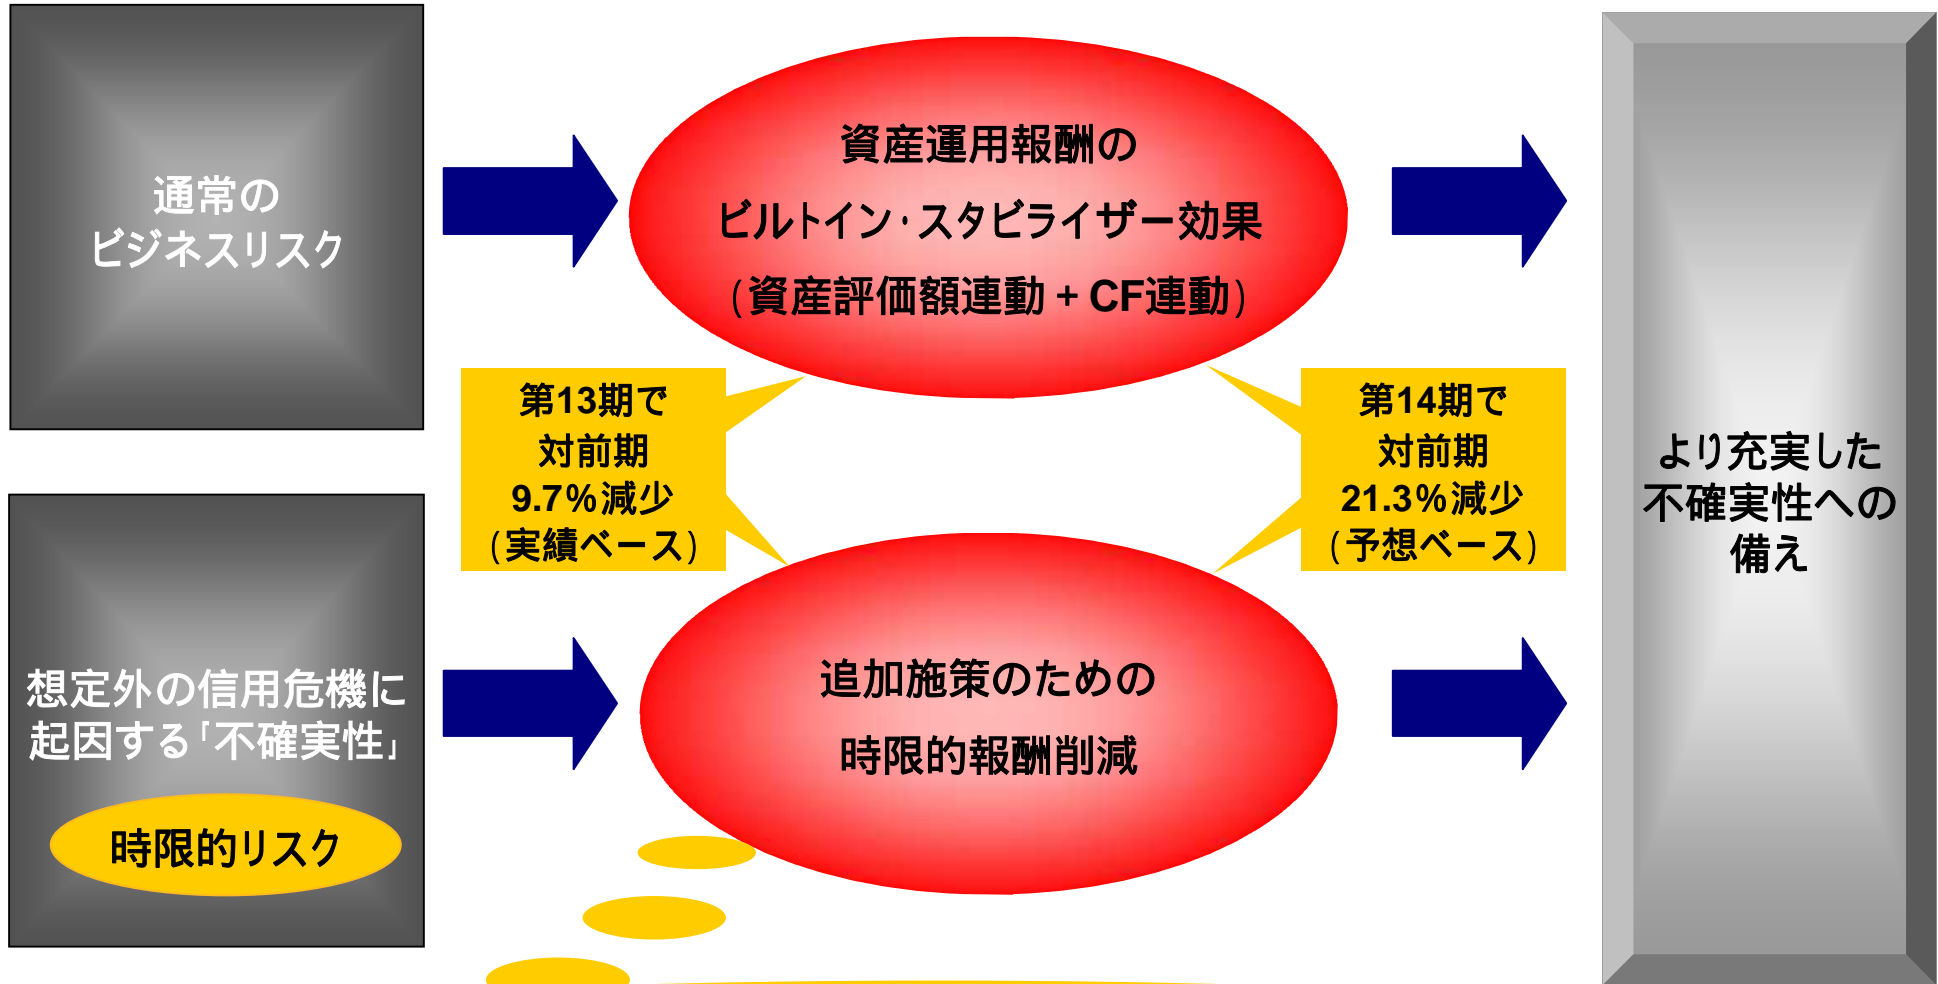 通常の
ビジネスリスク
資産運用報酬の
ビルトイン・スタビライザー効果
(資産評価額連動+CF連動)
第13期で
対前期
9.7%減少
(実績ベース)
第14期で
対前期
21.3%減少
(予想ベース)
想定外の信用危機に
起因する「不確実性」
時限的リスク
追加施策のための
時限的報酬削減
より充実した
不確実性への
備え